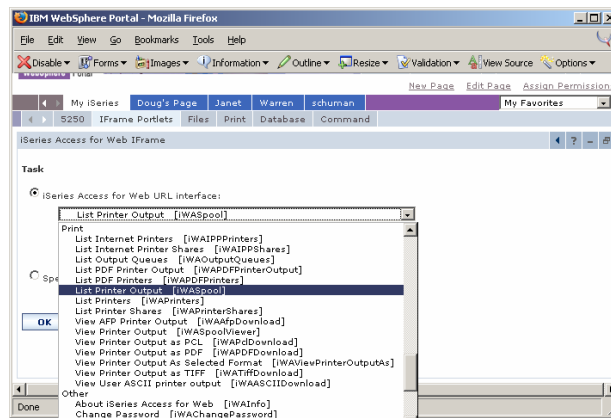 IBM WebSphere Portal - Mozilla Firefox
File Edit View Go Bookmarks Tools Help
Disable Forms Images Information Outline Resize Validation View Source Options
New Page Edit Page Assign Permission
My iSeries Doug's Page Janet Warren schuman My Favorites
5250 IFrame Portlets Files Print Database Command
iSeries Access for Web IFrame
Task
iSeries Access for Web URL interface:
List Printer Output [iWASpool]
Print
List Internet Printers [iWAIPPPrinters]
List Internet Printer Shares [iWAIPPShares]
List Output Queues [iWAOutputQueues]
List PDF Printer Output [iWAPDFPrinterOutput]
List PDF Printers [iWAPDFPrinters]
Spe
List Printer Output [iWASpool]
List Printers [iWAPrinters]
List Printer Shares [iWAPrinterShares]
View AFP Printer Output [iWAAfpDownload]
OK
View Printer Output [iWASpoolViewer]
View Printer Output as PCL [iWAPclDownload]
View Printer Output as PDF [iWAPDFDownload]
View Printer Output As Selected Format [iWAViewPrinterOutputAs]
View Printer Output as TIFF [iWATiffDownload]
View User ASCII printer output [iWAASCIIDownload]
Other
About iSeries Access for Web [iWAInfo]
Done
Change Password [iWAChangePassword]